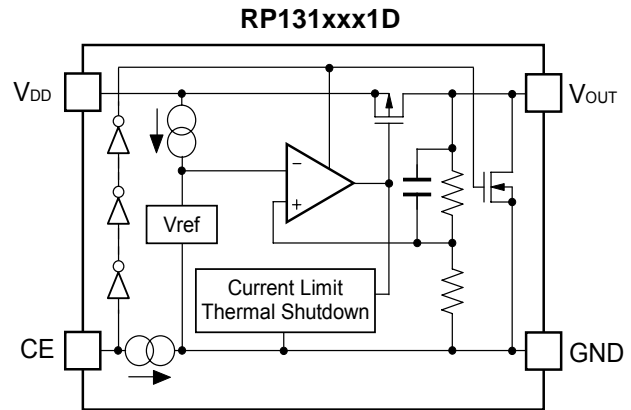 RP131xxx1D
VDD
VOUT
−
+
Vref
Current Limit
Thermal Shutdown
CE
GND